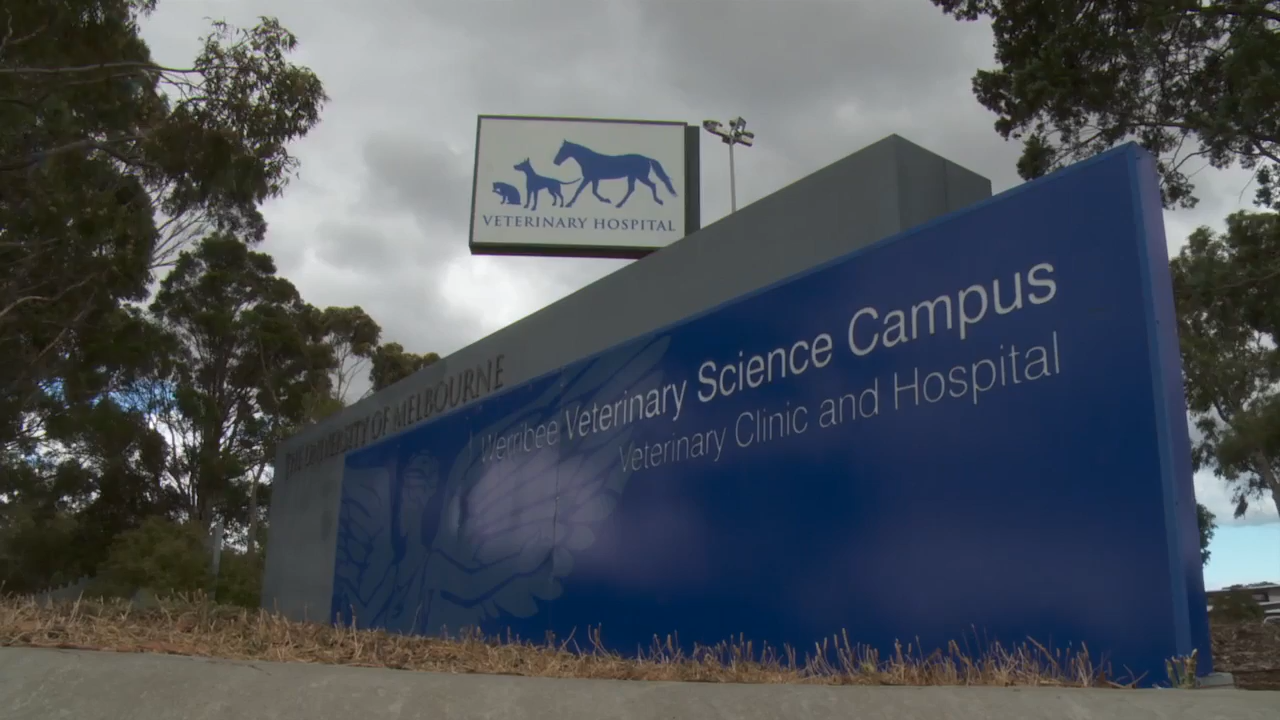 VETERINARY HOSPITAL
THE UNIVERSITY OF MELBOURNE
Werribee Veterinary Science Campus
Veterinary Clinic and Hospital